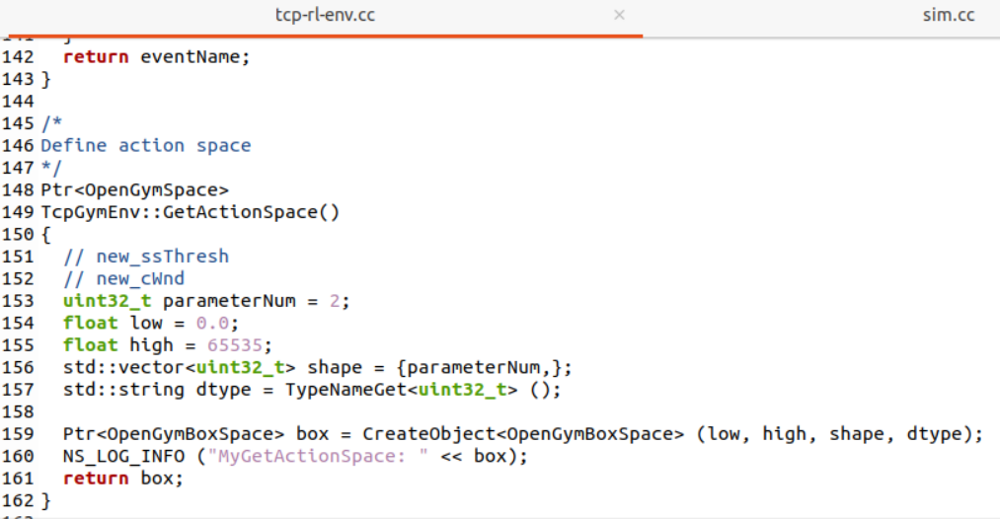 tcp-rl-env.cc × sim.cc
142 return eventName;
143 }
144
145 /*
146 Define action space
147 */
148 Ptr<OpenGymSpace>
149 TcpGymEnv::GetActionSpace()
150 {
151 // new_ssThresh
152 // new_cWnd
153 uint32_t parameterNum = 2;
154 float low = 0.0;
155 float high = 65535;
156 std::vector<uint32_t> shape = {parameterNum,};
157 std::string dtype = TypeNameGet<uint32_t> ();
158
159 Ptr<OpenGymBoxSpace> box = CreateObject<OpenGymBoxSpace> (low, high, shape, dtype);
160 NS_LOG_INFO ("MyGetActionSpace: " << box);
161 return box;
162 }